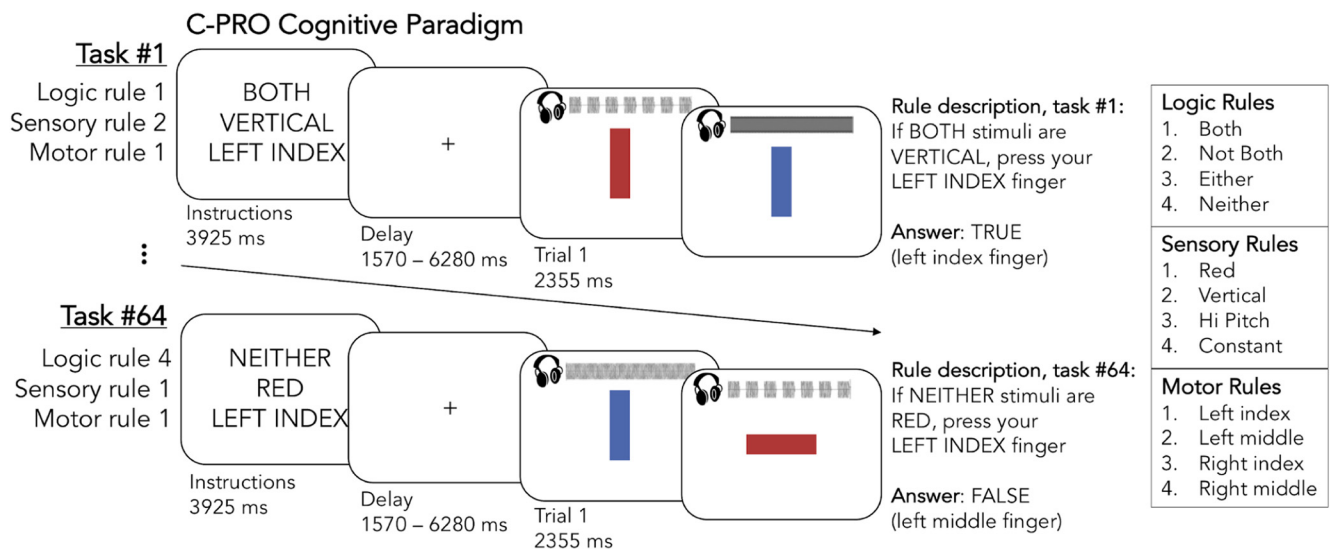 C-PRO Cognitive Paradigm
Task #1
Logic rule 1
Sensory rule 2
Motor rule 1
BOTH
VERTICAL
LEFT INDEX
Instructions
3925 ms
+
Delay
1570 – 6280 ms
Trial 1
2355 ms
Rule description, task #1:
If BOTH stimuli are
VERTICAL, press your
LEFT INDEX finger
Answer: TRUE
(left index finger)
⋮
Task #64
Logic rule 4
Sensory rule 1
Motor rule 1
NEITHER
RED
LEFT INDEX
Instructions
3925 ms
+
Delay
1570 – 6280 ms
Trial 1
2355 ms
Rule description, task #64:
If NEITHER stimuli are
RED, press your
LEFT INDEX finger
Answer: FALSE
(left middle finger)
Logic Rules
1. Both
2. Not Both
3. Either
4. Neither
Sensory Rules
1. Red
2. Vertical
3. Hi Pitch
4. Constant
Motor Rules
1. Left index
2. Left middle
3. Right index
4. Right middle